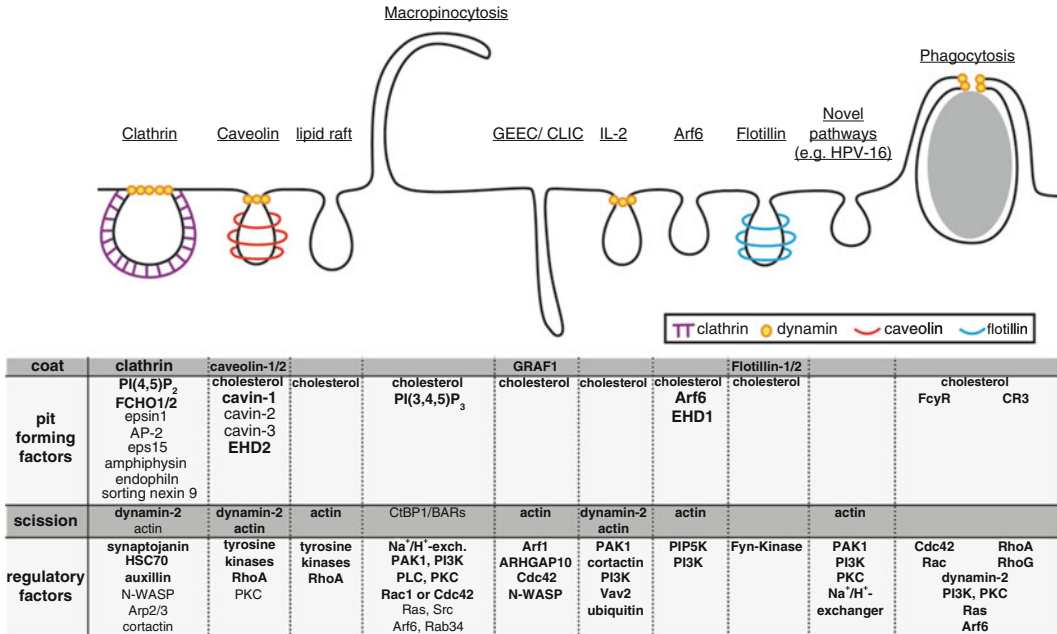 Macropinocytosis
Phagocytosis
Clathrin
Caveolin
lipid raft
GEEC/ CLIC
IL-2
Arf6
Flotillin
Novel
pathways
(e.g. HPV-16)
clathrin
dynamin
caveolin
flotillin
coat
clathrin
caveolin-1/2
GRAF1
Flotillin-1/2
pit
forming
factors
PI(4,5)P2
FCHO1/2
epsin1
AP-2
eps15
amphiphysin
endophiln
sorting nexin 9
cholesterol
cavin-1
cavin-2
cavin-3
EHD2
cholesterol
cholesterol
PI(3,4,5)P3
cholesterol
cholesterol
cholesterol
Arf6
EHD1
cholesterol
cholesterol
FcyR CR3
scission
dynamin-2
actin
dynamin-2
actin
actin
CtBP1/BARs
actin
dynamin-2
actin
actin
actin
regulatory
factors
synaptojanin
HSC70
auxillin
N-WASP
Arp2/3
cortactin
tyrosine
kinases
RhoA
PKC
tyrosine
kinases
RhoA
Na+/H+-exch.
PAK1, PI3K
PLC, PKC
Rac1 or Cdc42
Ras, Src
Arf6, Rab34
Arf1
ARHGAP10
Cdc42
N-WASP
PAK1
cortactin
PI3K
Vav2
ubiquitin
PIP5K
PI3K
Fyn-Kinase
PAK1
PI3K
PKC
Na+/H+-
exchanger
Cdc42 RhoA
Rac RhoG
dynamin-2
PI3K, PKC
Ras
Arf6